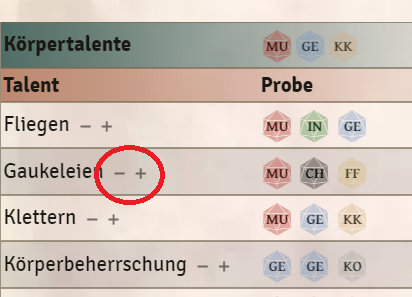 Körpertalente MU GE KK
Talent Probe
Fliegen − + MU IN GE
Gaukeleien − + MU CH FF
Klettern − + MU GE KK
Körperbeherrschung − + GE GE KO